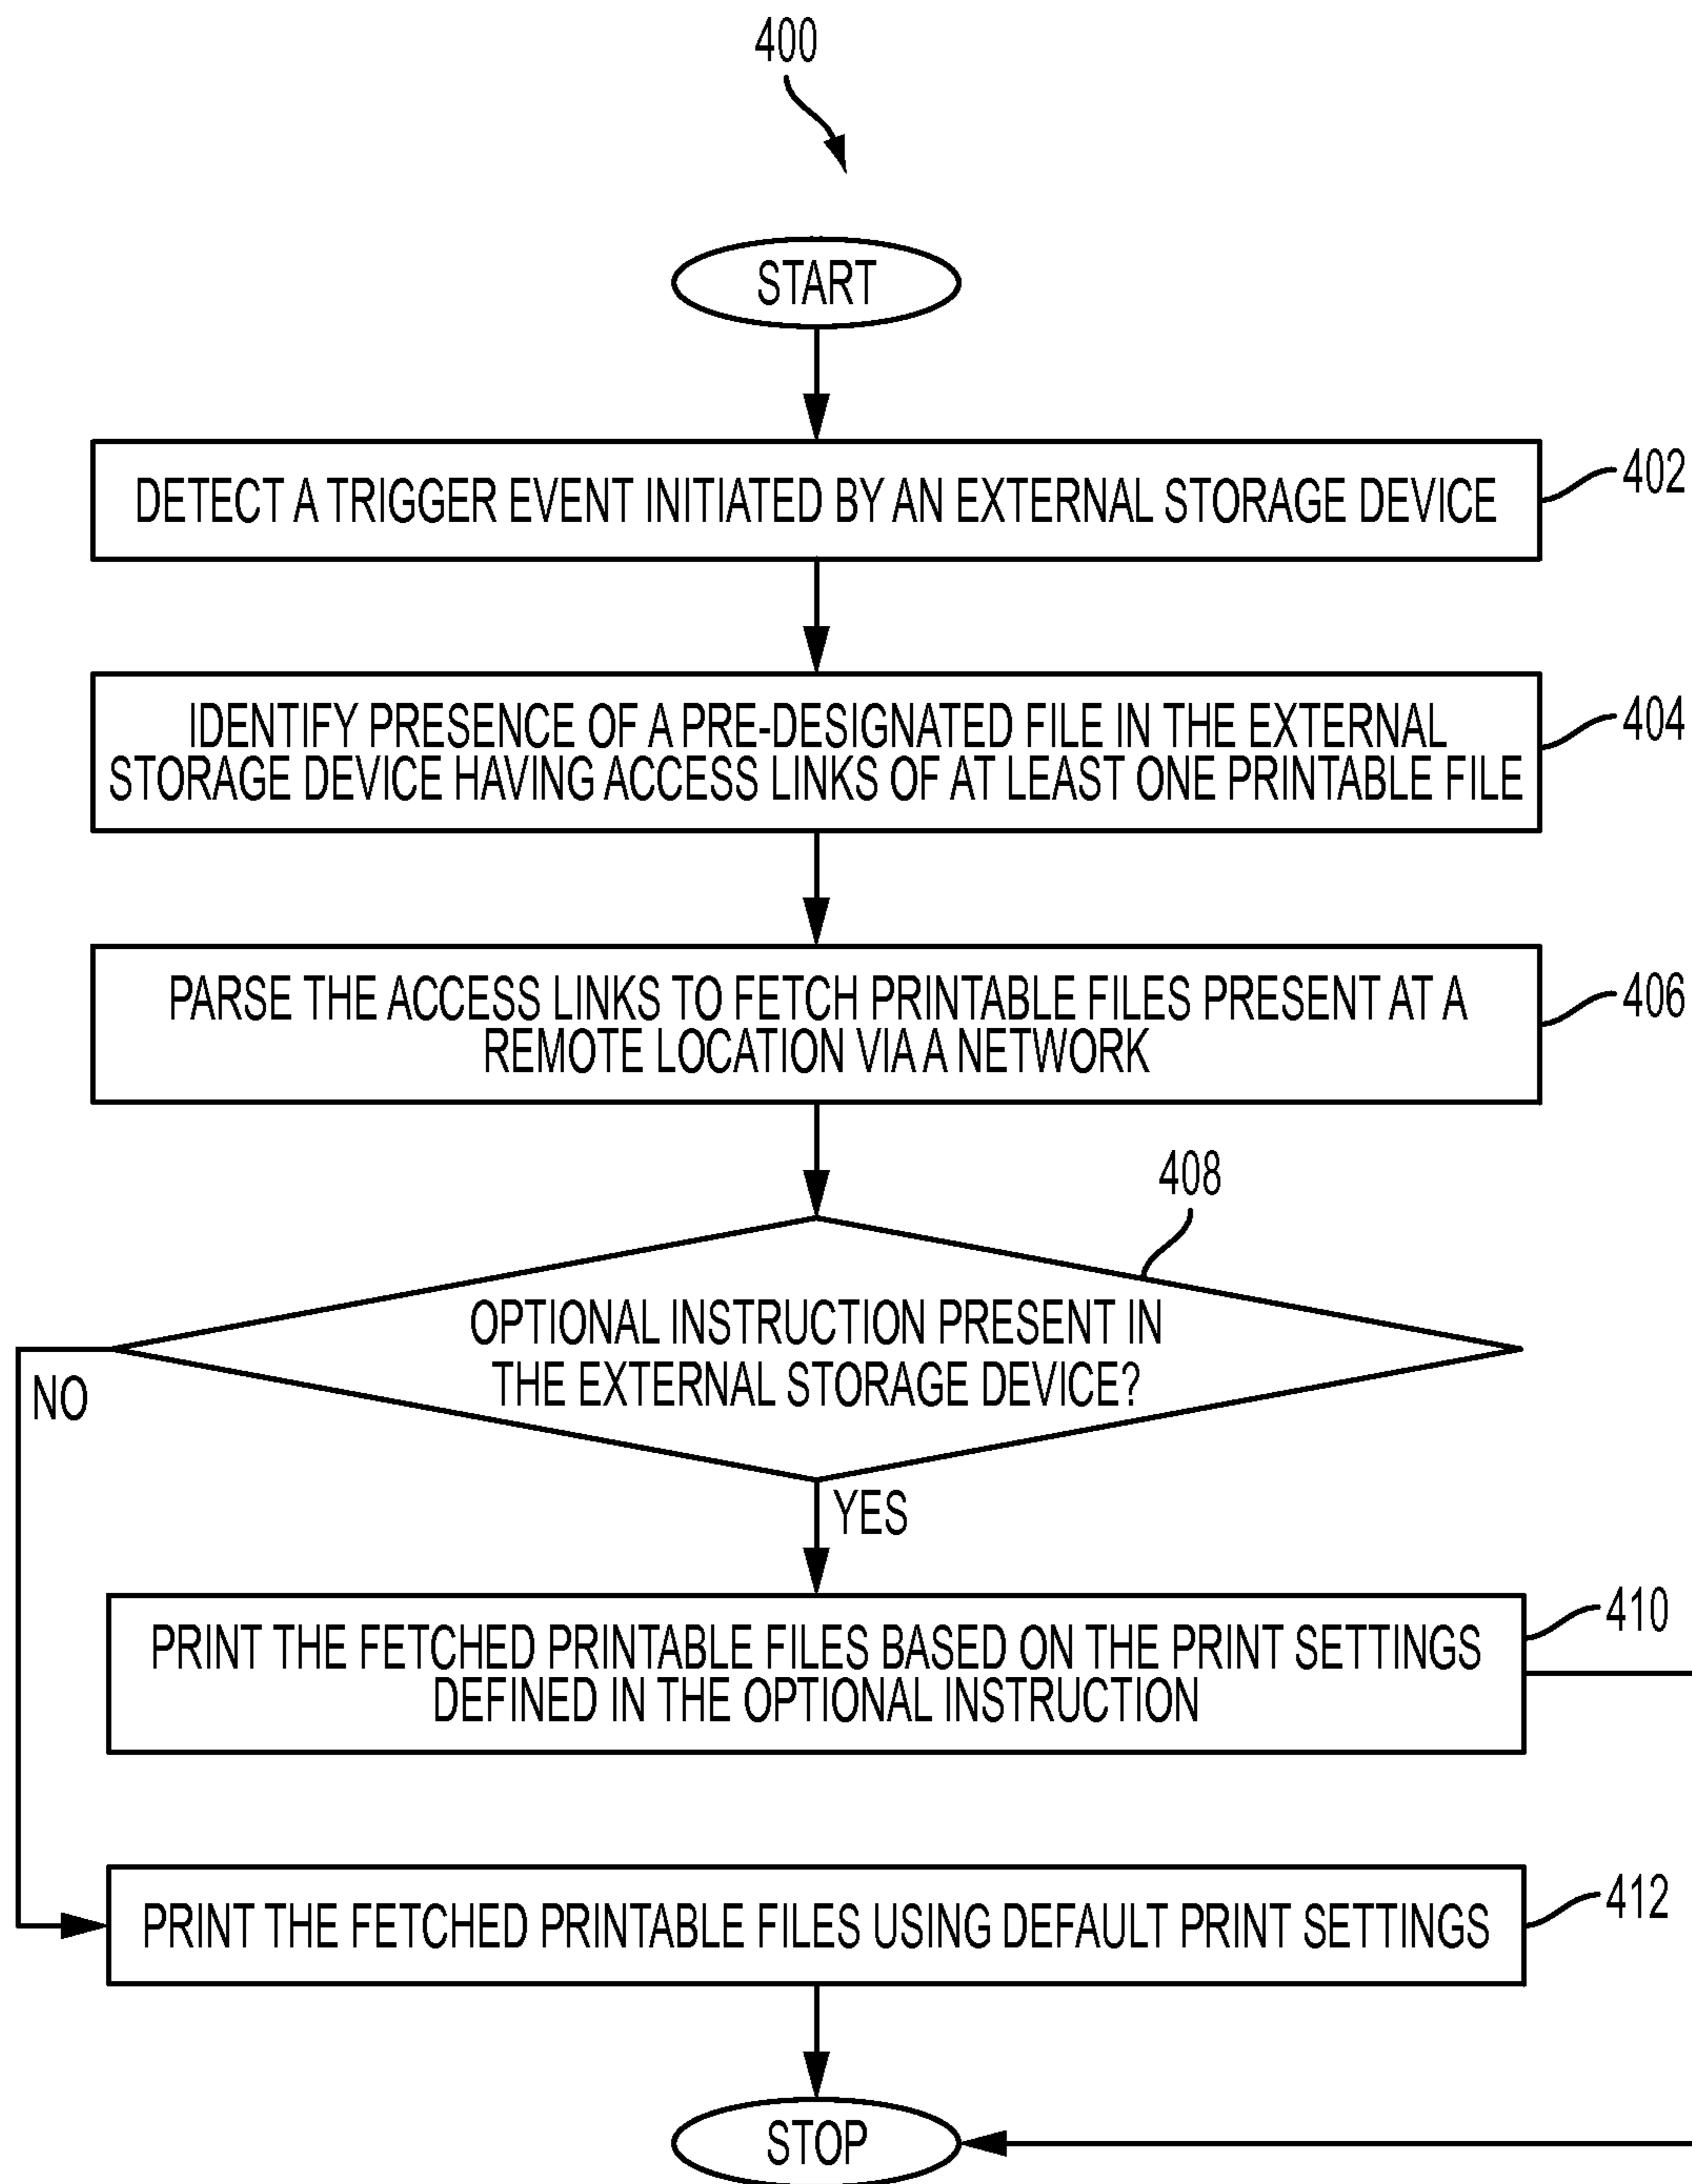 400
START
DETECT A TRIGGER EVENT INITIATED BY AN EXTERNAL STORAGE DEVICE
402
IDENTIFY PRESENCE OF A PRE-DESIGNATED FILE IN THE EXTERNAL
STORAGE DEVICE HAVING ACCESS LINKS OF AT LEAST ONE PRINTABLE FILE
404
PARSE THE ACCESS LINKS TO FETCH PRINTABLE FILES PRESENT AT A
REMOTE LOCATION VIA A NETWORK
406
408
OPTIONAL INSTRUCTION PRESENT IN
THE EXTERNAL STORAGE DEVICE?
NO
YES
PRINT THE FETCHED PRINTABLE FILES BASED ON THE PRINT SETTINGS
DEFINED IN THE OPTIONAL INSTRUCTION
410
PRINT THE FETCHED PRINTABLE FILES USING DEFAULT PRINT SETTINGS
412
STOP